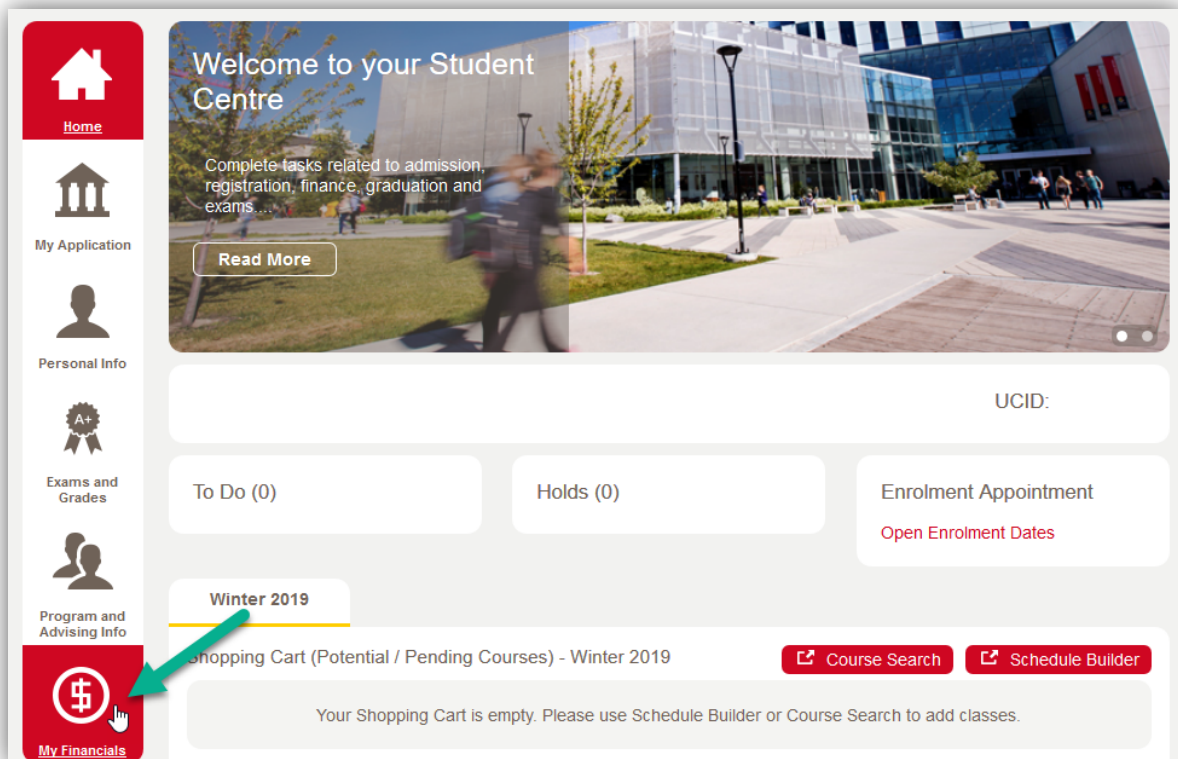 Home
My Application
Personal Info
A+
Exams and
Grades
Program and
Advising Info
My Financials
Welcome to your Student
Centre
Complete tasks related to admission,
registration, finance, graduation and
exams....
Read More
UCID:
To Do (0)
Holds (0)
Enrolment Appointment
Open Enrolment Dates
Winter 2019
Shopping Cart (Potential / Pending Courses) - Winter 2019
Course Search
Schedule Builder
Your Shopping Cart is empty. Please use Schedule Builder or Course Search to add classes.